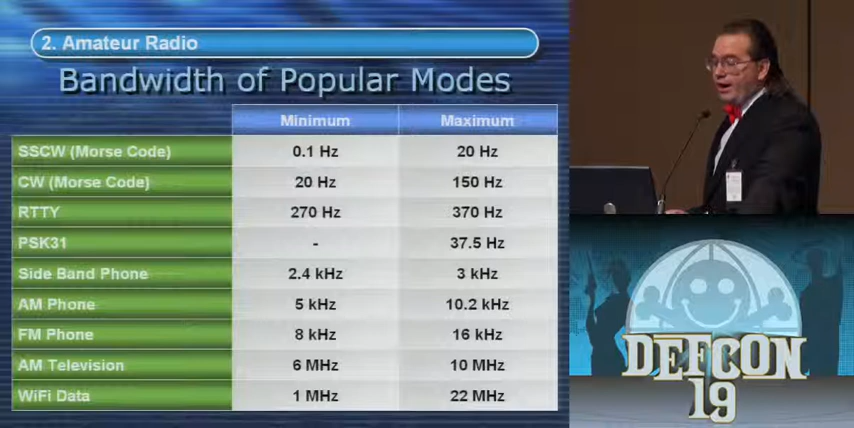 2. Amateur Radio
Bandwidth of Popular Modes
Minimum Maximum
SSCW (Morse Code) 0.1 Hz 20 Hz
CW (Morse Code) 20 Hz 150 Hz
RTTY 270 Hz 370 Hz
PSK31 - 37.5 Hz
Side Band Phone 2.4 kHz 3 kHz
AM Phone 5 kHz 10.2 kHz
FM Phone 8 kHz 16 kHz
AM Television 6 MHz 10 MHz
WiFi Data 1 MHz 22 MHz
DEFCON
19